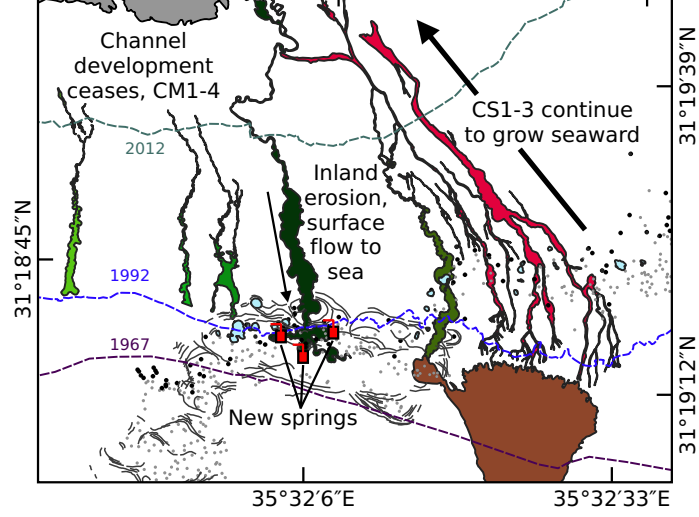 Channel
development
ceases, CM1-4
CS1-3 continue
to grow seaward
2012
Inland
erosion,
surface
flow to
sea
1992
1967
New springs
31°18′45″N
31°19′39″N
31°19′12″N
35°32′6″E
35°32′33″E